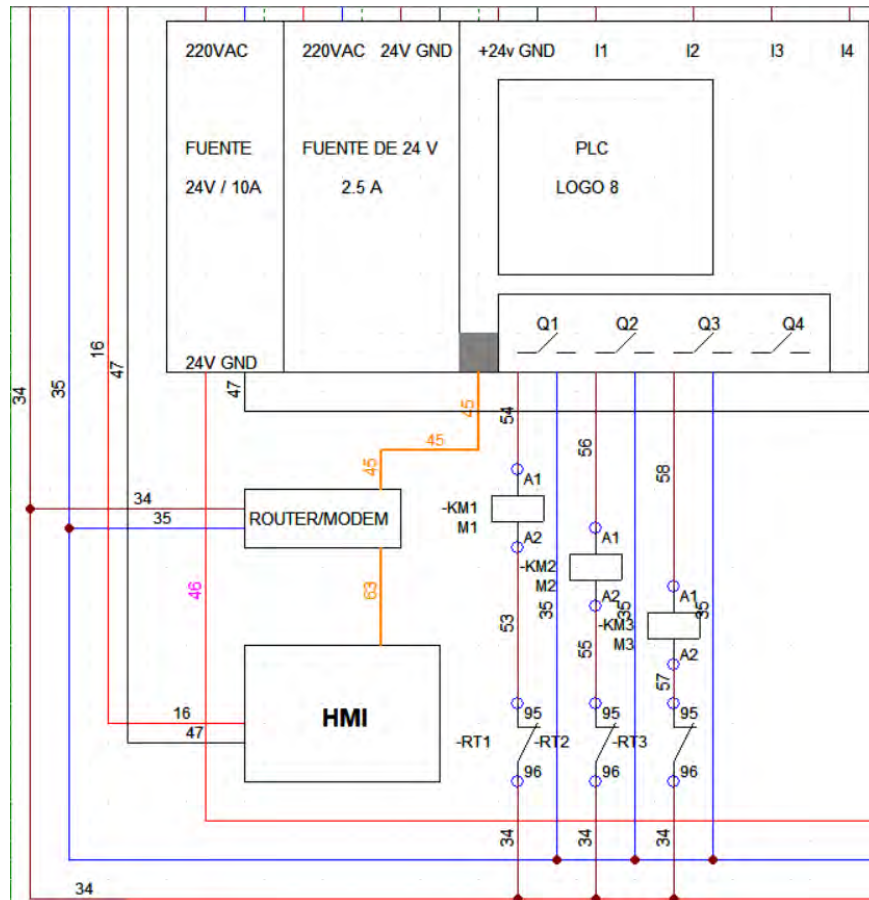 220VAC 220VAC 24V GND +24v GND I1 I2 I3 I4
FUENTE FUENTE DE 24 V PLC
24V / 10A 2.5 A LOGO 8
Q1 Q2 Q3 Q4
24V GND
34 35 16 47 47 45 54
45 45 56 58
A1
34 -KM1
35 ROUTER/MODEM M1
A1
A2
-KM2
M2
46 63 A2 35 A1 35 35
53 -KM3
55 M3
A2
57
16 HMI 95 95 95
47 -RT1 -RT2 -RT3
96 96 96
34 34 34
34